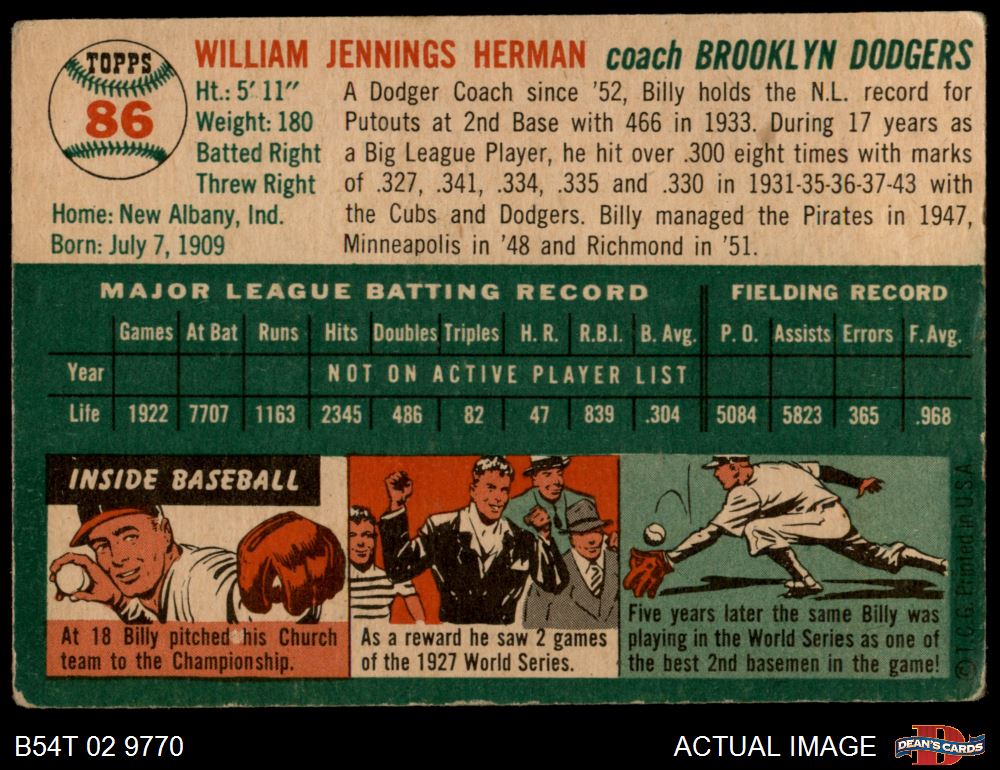 TOPPS
86
WILLIAM JENNINGS HERMAN coach BROOKLYN DODGERS
Ht.: 5' 11"
Weight: 180
Batted Right
Threw Right
Home: New Albany, Ind.
Born: July 7, 1909
A Dodger Coach since '52, Billy holds the N.L. record for
Putouts at 2nd Base with 466 in 1933. During 17 years as
a Big League Player, he hit over .300 eight times with marks
of .327, .341, .334, .335 and .330 in 1931-35-36-37-43 with
the Cubs and Dodgers. Billy managed the Pirates in 1947,
Minneapolis in '48 and Richmond in '51.
MAJOR LEAGUE BATTING RECORD FIELDING RECORD
Games At Bat Runs Hits Doubles Triples H. R. R.B.I. B. Avg. P. O. Assists Errors F. Avg.
Year NOT ON ACTIVE PLAYER LIST
Life 1922 7707 1163 2345 486 82 47 839 .304 5084 5823 365 .968
INSIDE BASEBALL
At 18 Billy pitched his Church
team to the Championship.
As a reward he saw 2 games
of the 1927 World Series.
Five years later the same Billy was
playing in the World Series as one of
the best 2nd basemen in the game!
© T.C.G. Printed in U.S.A.
B54T 02 9770
ACTUAL IMAGE
D
DEAN'S CARDS